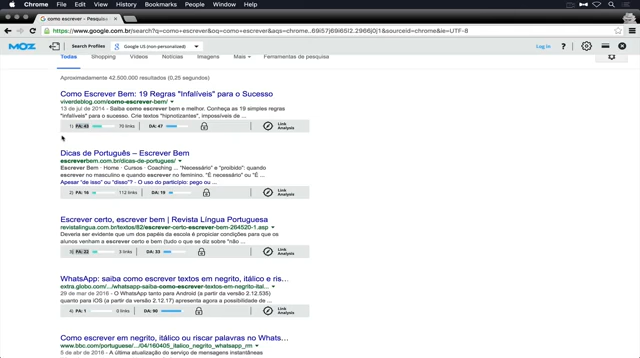 Chrome File Edit View History Bookmarks People Window Help
como escrever - Pesquisa
https://www.google.com.br/search?q=como+escrever&oq=como+escrever&aqs=chrome..69i57j69i65l2.2966j0j1&sourceid=chrome&ie=UTF-8
MOZ Search Profiles Google US (non-personalized) Log in ?
Todas Shopping Vídeos Notícias Imagens Mais Ferramentas de pesquisa
Aproximadamente 42.500.000 resultados (0,25 segundos)
Como Escrever Bem: 19 Regras "Infalíveis" para o Sucesso
viverdeblog.com/como-escrever-bem/
13 de jul de 2014 - Saiba como escrever bem e melhor. Conheça as 19 simples regras
"infalíveis" do sucesso. Crie textos "hipnotizantes", impossíveis de ...
1) PA: 43 70 links DA: 47 Link Analysis
Dicas de Português – Escrever Bem
escreverbem.com.br/dicas-de-portugues/
Escrever Bem · Home · Cursos · Coaching ... "Necessário" e "proibido": quando
escrever no masculino e quando escrever no feminino. "É necessário" ou "É ...
Apesar "de isso" ou "disso"? - O uso do particípio: pego ou ...
2) PA: 16 112 links DA: 19 Link Analysis
Escrever certo, escrever bem | Revista Língua Portuguesa
revistalingua.com.br/textos/82/escrever-certo-escrever-bem-264520-1.asp
Deveria ser evidente que um dos papéis da escola é propiciar condições para que os
alunos venham a escrever certo e bem (tudo o que se diz sobre "não ...
3) PA: 22 3 links DA: 33 Link Analysis
WhatsApp: saiba como escrever textos em negrito, itálico e ris...
extra.globo.com/.../whatsapp-saiba-como-escrever-textos-em-negrito-ital...
29 de mar de 2016 - O WhatsApp tanto para Android (a partir da versão 2.12.535)
quanto para iOS (a partir da versão 2.12.17) apresenta agora a possibilidade de ...
4) PA: 1 0 links DA: 90 Link Analysis
Como escrever em negrito, itálico ou riscar palavras no Whats...
www.bbc.com/portuguese/.../04/160405_italico_negrito_whatsapp_rm
5 de abr de 2016 - A última atualização do serviço de mensagens instantâneas